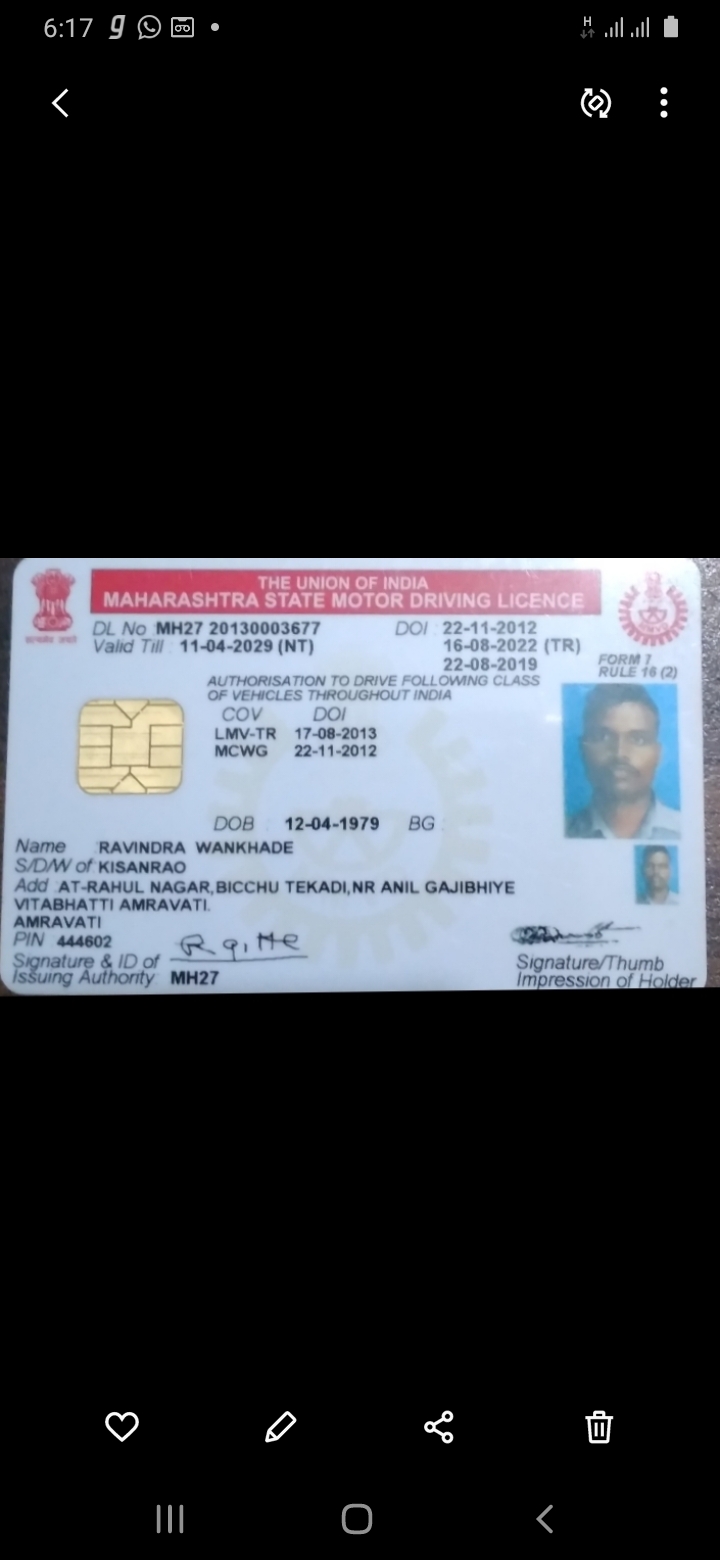 6:17
THE UNION OF INDIA
MAHARASHTRA STATE MOTOR DRIVING LICENCE
DL No MH27 20130003677 DOI : 22-11-2012
Valid Till : 11-04-2029 (NT) 16-08-2022 (TR)
22-08-2019
FORM 7
RULE 16 (2)
AUTHORISATION TO DRIVE FOLLOWING CLASS
OF VEHICLES THROUGHOUT INDIA
COV DOI
LMV-TR 17-08-2013
MCWG 22-11-2012
DOB : 12-04-1979 BG :
Name : RAVINDRA WANKHADE
S/D/W of : KISANRAO
Add AT-RAHUL NAGAR,BICCHU TEKADI,NR ANIL GAJIBHIYE
VITABHATTI AMRAVATI.
AMRAVATI
PIN 444602
Signature & ID of
Issuing Authority MH27
Signature/Thumb
Impression of Holder